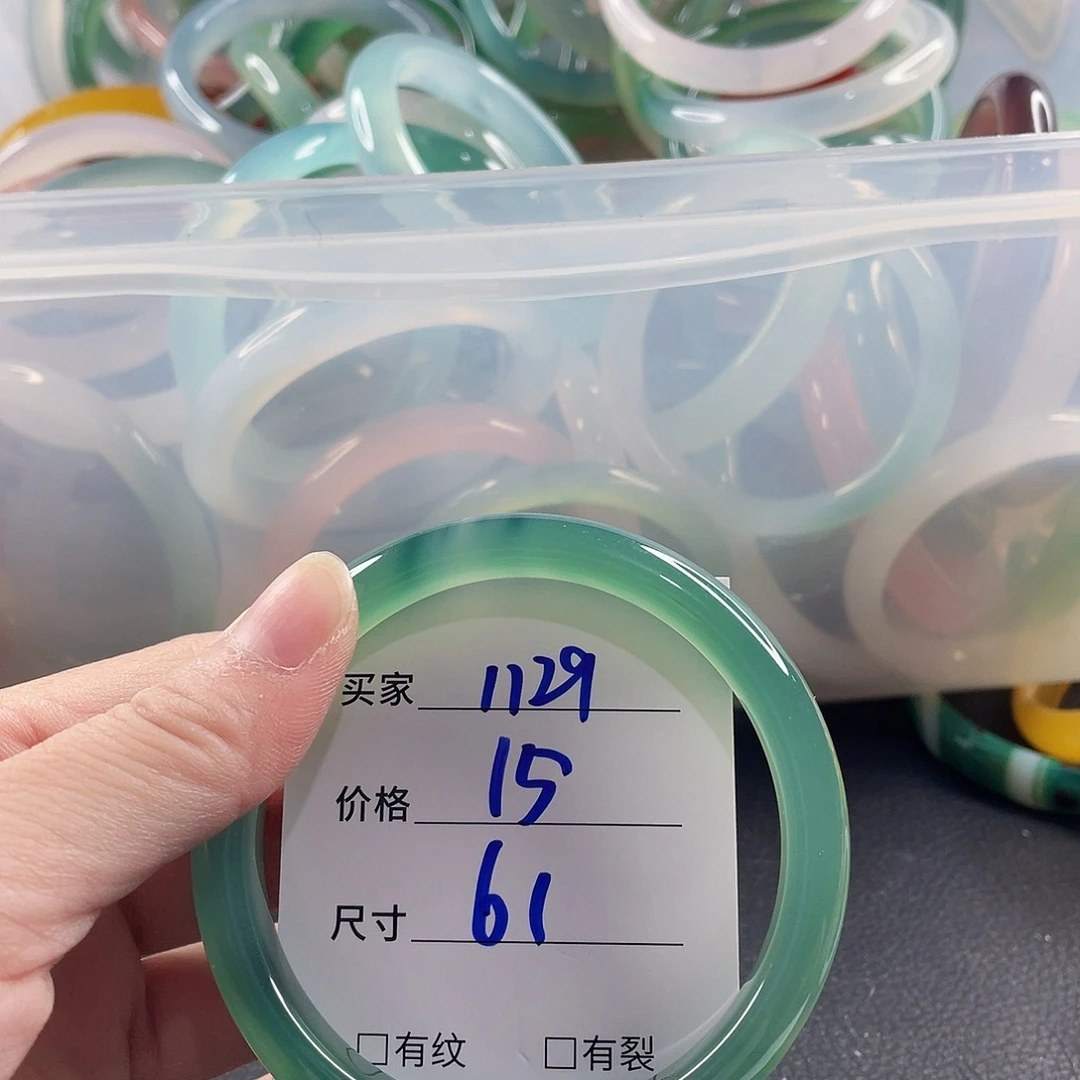 买家 1129
价格 15
尺寸 61
□有纹 □有裂